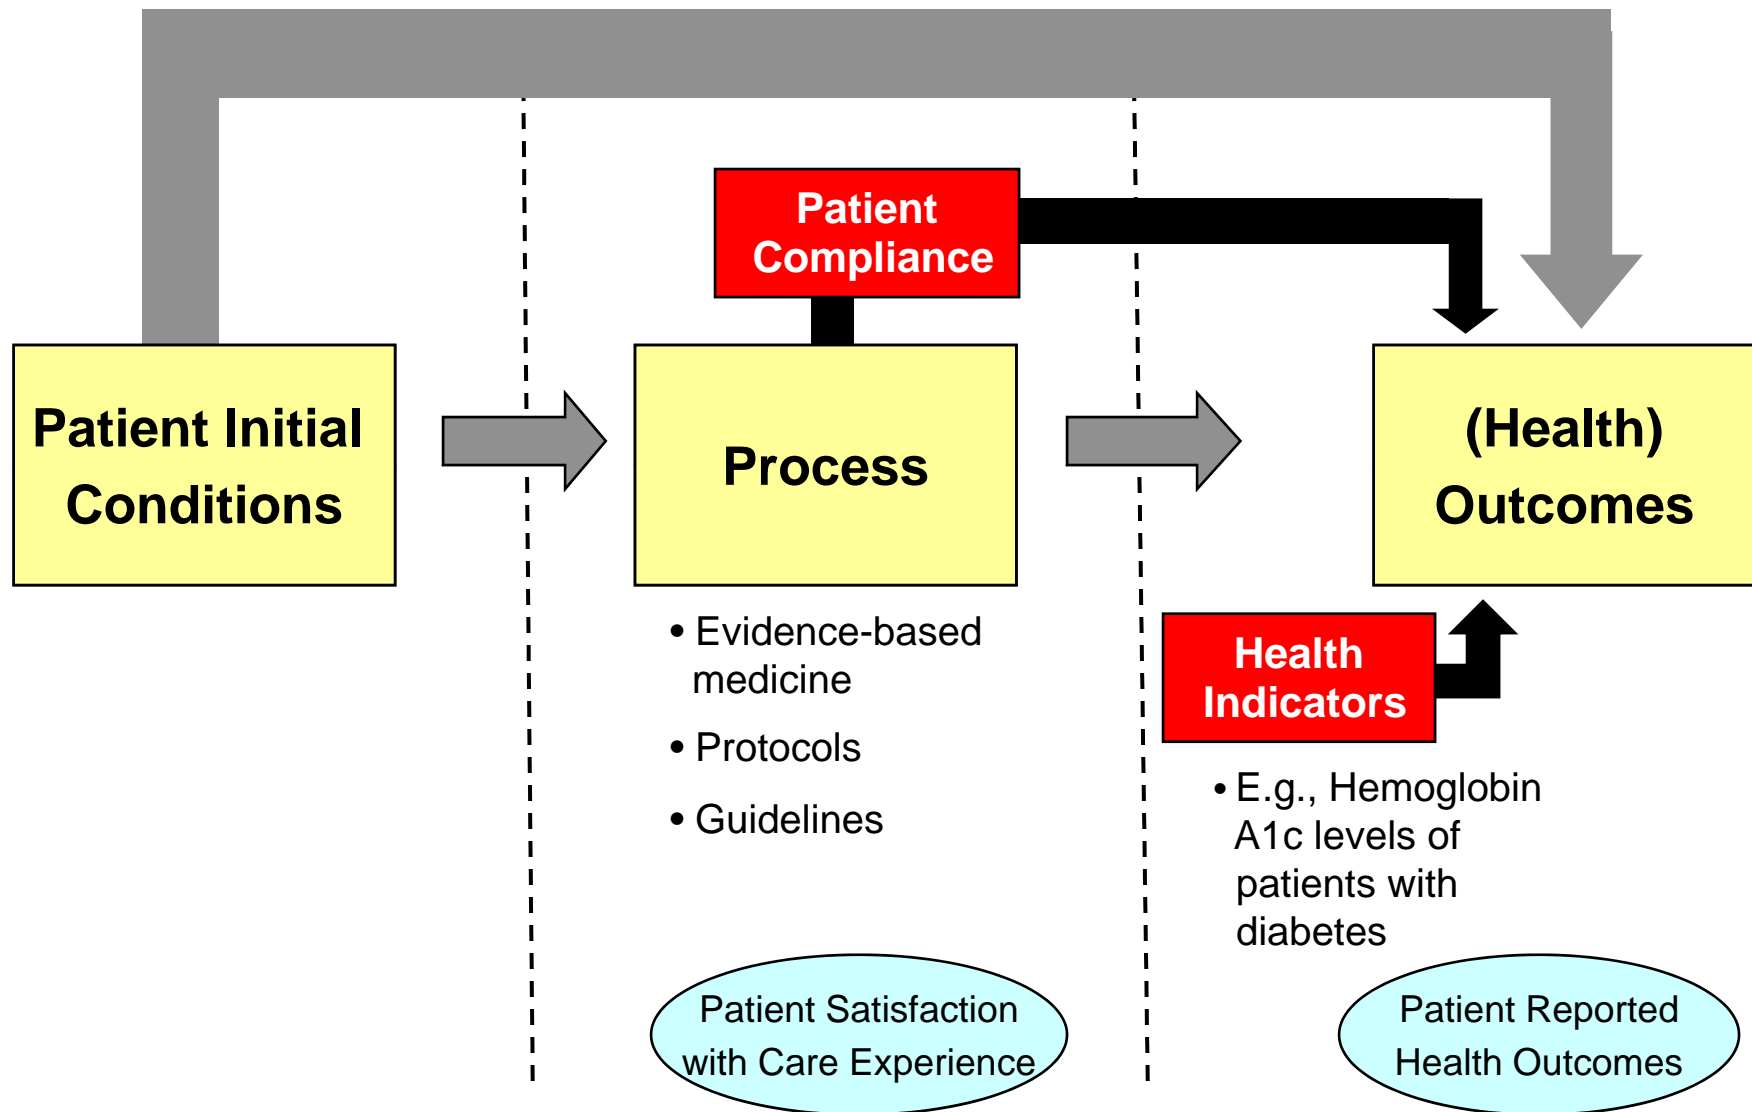 Patient
Compliance
Patient Initial
Conditions
Process
(Health)
Outcomes
• Evidence-based
medicine
• Protocols
• Guidelines
Health
Indicators
• E.g., Hemoglobin
A1c levels of
patients with
diabetes
Patient Satisfaction
with Care Experience
Patient Reported
Health Outcomes